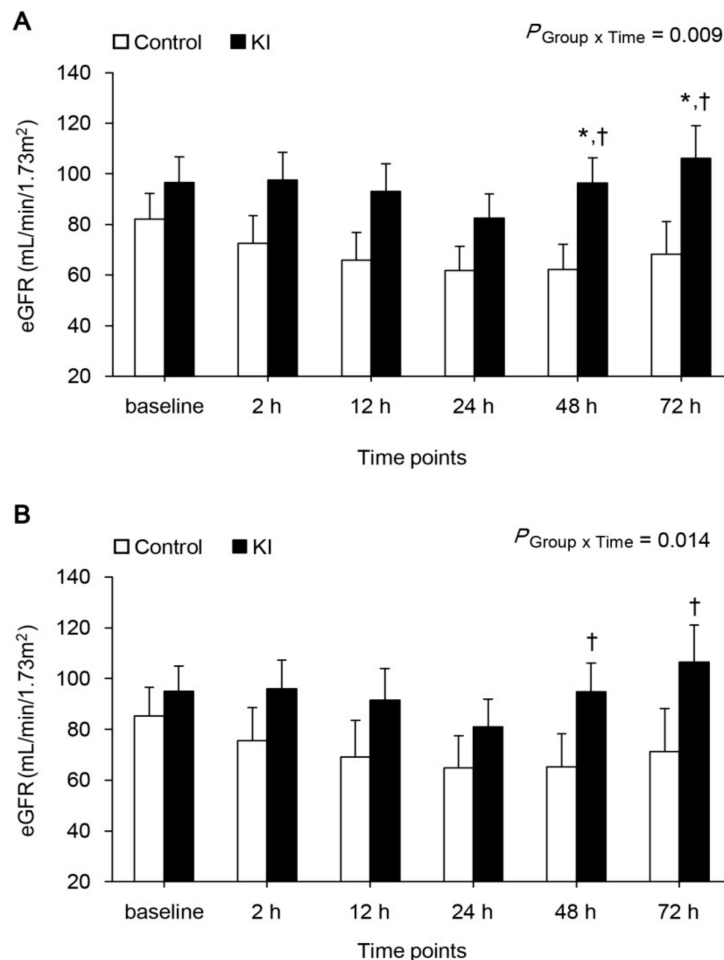 A
Control KI
P Group x Time = 0.009
140
120
100
80
60
40
20
eGFR (mL/min/1.73m²)
*,†
*,†
baseline 2 h 12 h 24 h 48 h 72 h
Time points
B
Control KI
P Group x Time = 0.014
140
120
100
80
60
40
20
eGFR (mL/min/1.73m²)
†
†
baseline 2 h 12 h 24 h 48 h 72 h
Time points